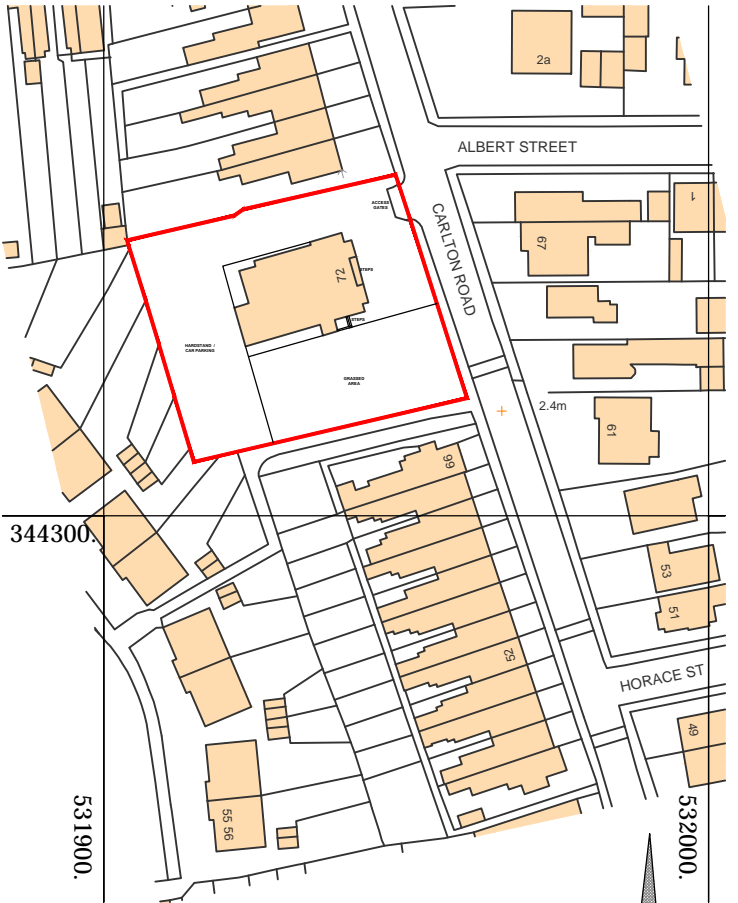 2a
ALBERT STREET
1
ACCESS
GATES
CARLTON ROAD
67
72
STEPS
STEPS
HARDSTAND /
CAR PARKING
GRASSED
AREA
2.4m
61
66
344300.
53
51
52
HORACE ST
49
531900.
532000.
55 56